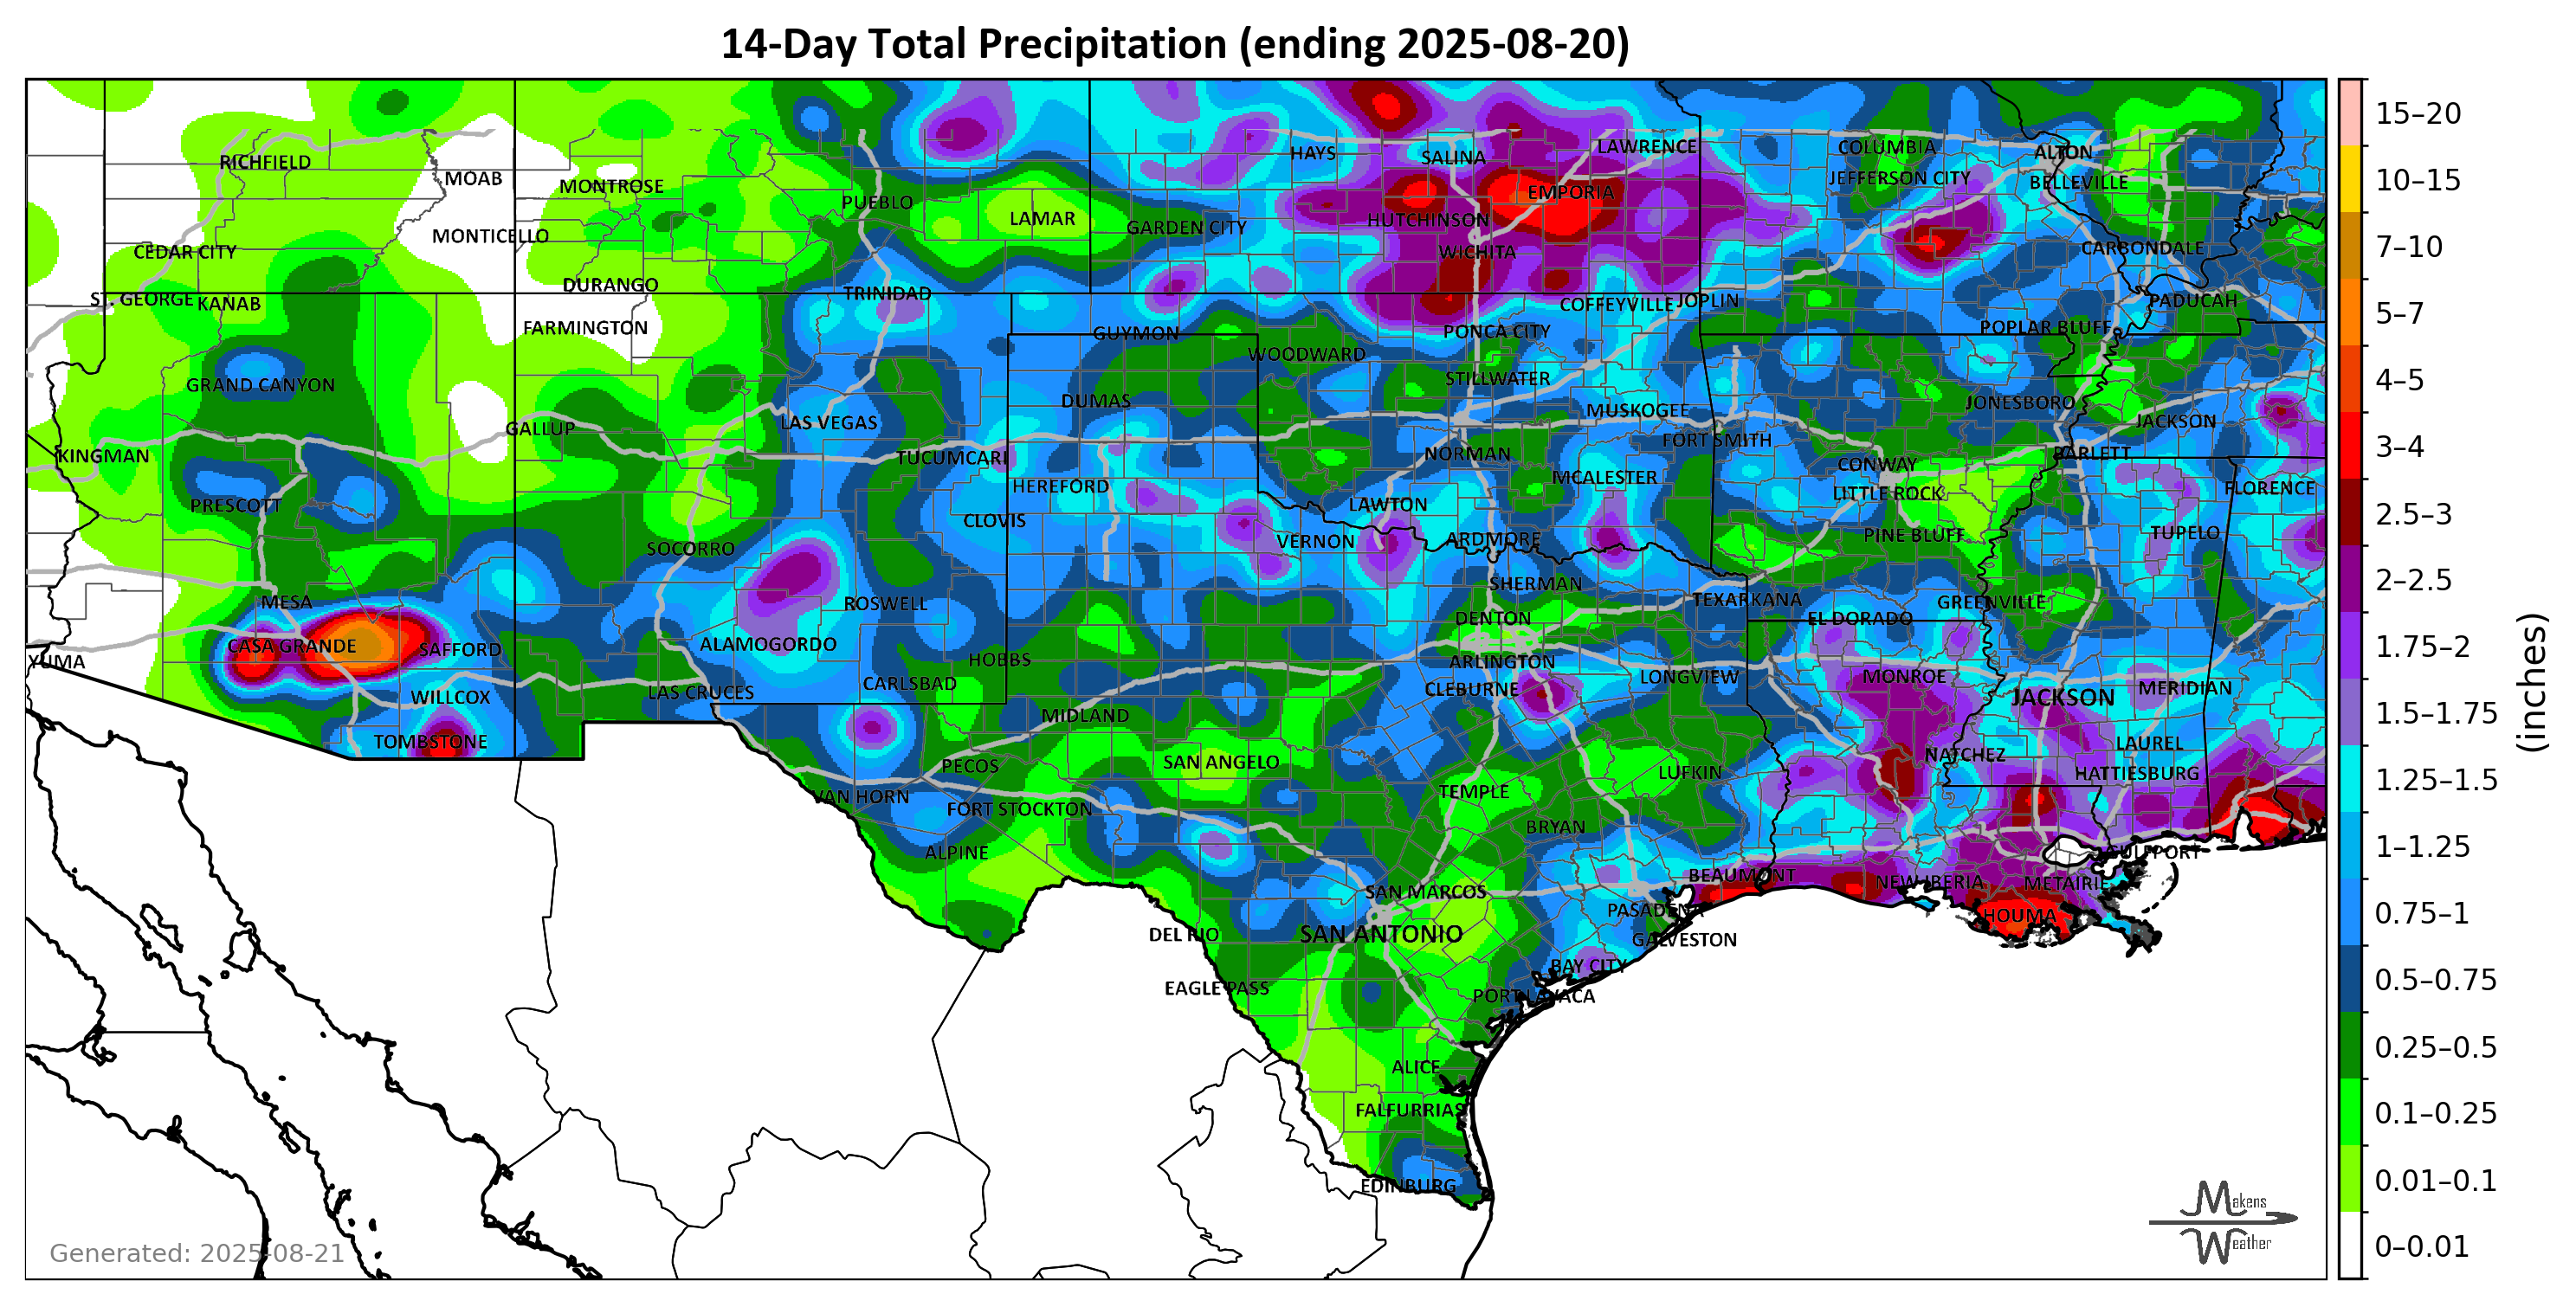 14-Day Total Precipitation (ending 2025-08-20)
15–20
10–15
7–10
5–7
4–5
3–4
2.5–3
2–2.5
1.75–2
1.5–1.75
1.25–1.5
1–1.25
0.75–1
0.5–0.75
0.25–0.5
0.1–0.25
0.01–0.1
0–0.01
(inches)
RICHFIELD
MOAB
MONTROSE
PUEBLO
LAMAR
HAYS
SALINA
LAWRENCE
COLUMBIA
ALTON
JEFFERSON CITY
BELLEVILLE
EMPORIA
HUTCHINSON
GARDEN CITY
WICHITA
MONTICELLO
CEDAR CITY
CARBONDALE
DURANGO
TRINIDAD
ST. GEORGE
KANAB
COFFEYVILLE
JOPLIN
PADUCAH
FARMINGTON
GUYMON
PONCA CITY
POPLAR BLUFF
WOODWARD
STILLWATER
GRAND CANYON
DUMAS
MUSKOGEE
JONESBORO
LAS VEGAS
JACKSON
GALLUP
FORT SMITH
KINGMAN
TUCUMCARI
NORMAN
BARLETT
CONWAY
HEREFORD
MCALESTER
LITTLE ROCK
FLORENCE
PRESCOTT
LAWTON
CLOVIS
VERNON
ARDMORE
PINE BLUFF
TUPELO
SOCORRO
SHERMAN
MESA
ROSWELL
TEXARKANA
GREENVILLE
DENTON
EL DORADO
CASA GRANDE
SAFFORD
ALAMOGORDO
HOBBS
ARLINGTON
YUMA
LONGVIEW
MONROE
CARLSBAD
CLEBURNE
MERIDIAN
WILLCOX
LAS CRUCES
JACKSON
MIDLAND
TOMBSTONE
LAUREL
NATCHEZ
PECOS
SAN ANGELO
LUFKIN
HATTIESBURG
TEMPLE
VAN HORN
FORT STOCKTON
BRYAN
ALPINE
GULFPORT
BEAUMONT
NEW IBERIA
METAIRIE
SAN MARCOS
PASADENA
HOUMA
DEL RIO
SAN ANTONIO
GALVESTON
BAY CITY
EAGLE PASS
PORT LAVACA
ALICE
FALFURRIAS
EDINBURG
Makens
Weather
Generated: 2025-08-21